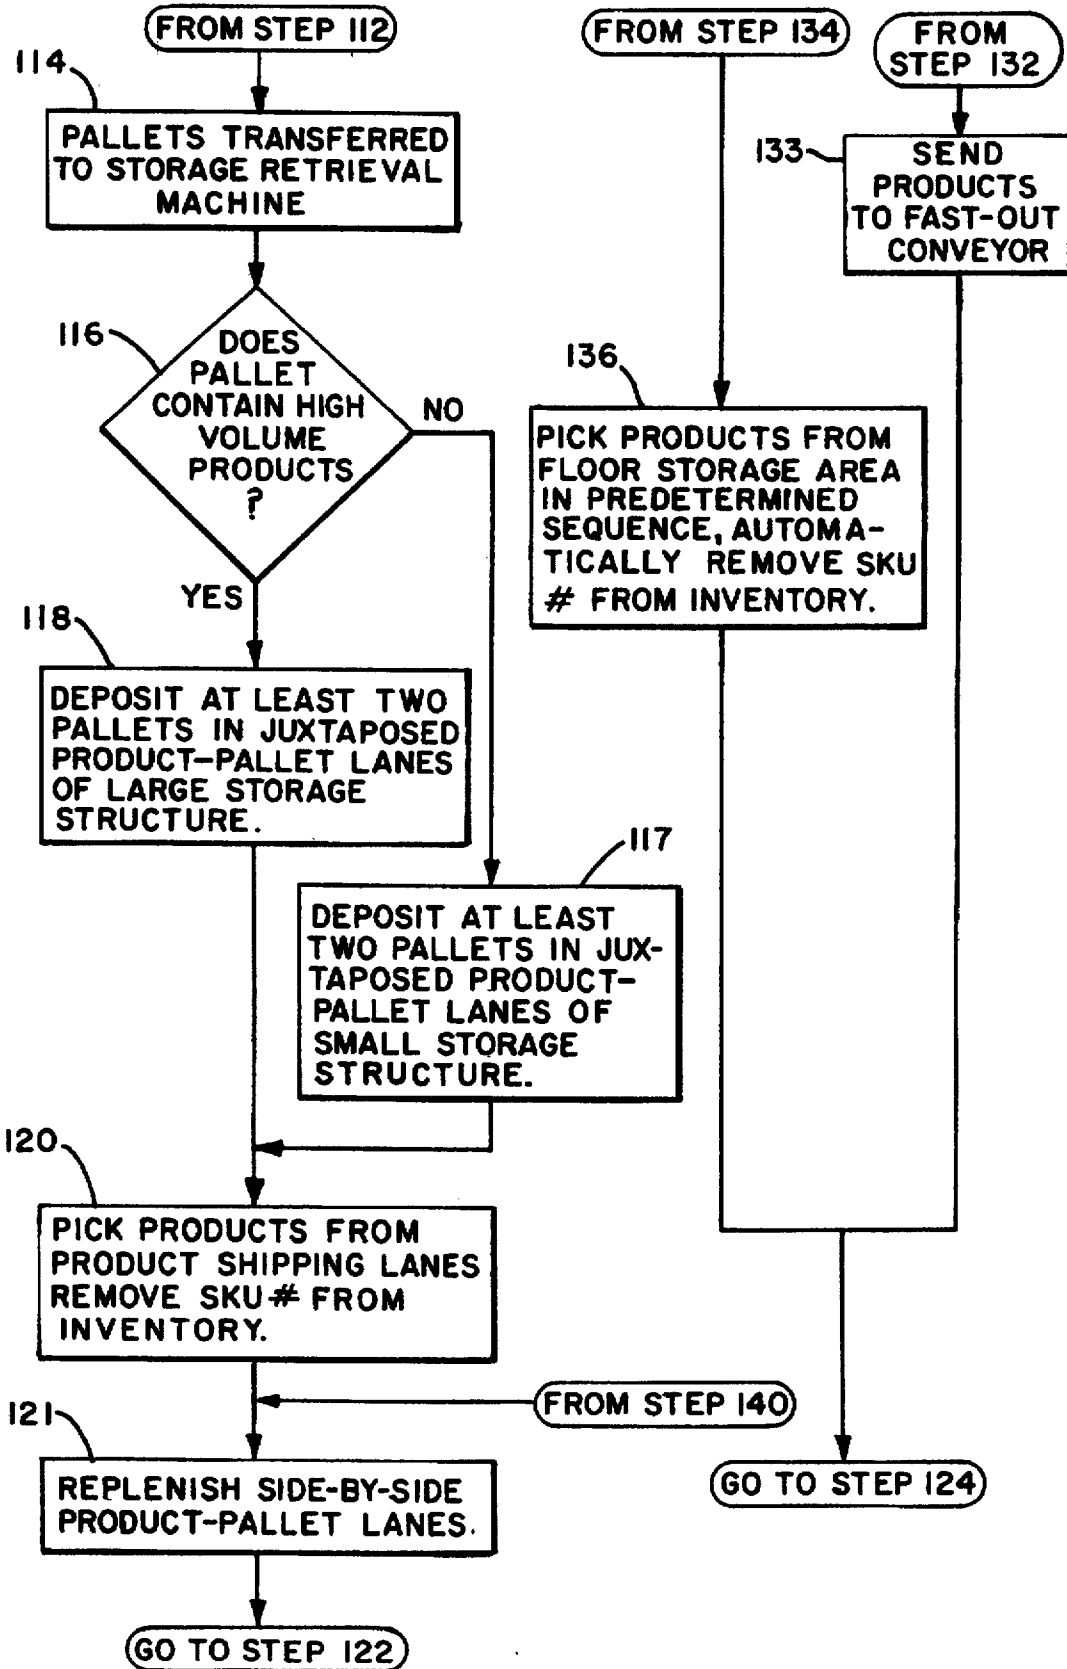 FROM STEP 112
114
PALLETS TRANSFERRED
TO STORAGE RETRIEVAL
MACHINE
116
DOES
PALLET
CONTAIN HIGH
VOLUME
PRODUCTS
?
NO
YES
118
DEPOSIT AT LEAST TWO
PALLETS IN JUXTAPOSED
PRODUCT-PALLET LANES
OF LARGE STORAGE
STRUCTURE.
117
DEPOSIT AT LEAST
TWO PALLETS IN JUX-
TAPOSED PRODUCT-
PALLET LANES OF
SMALL STORAGE
STRUCTURE.
120
PICK PRODUCTS FROM
PRODUCT SHIPPING LANES
REMOVE SKU # FROM
INVENTORY.
FROM STEP 140
121
REPLENISH SIDE-BY-SIDE
PRODUCT-PALLET LANES.
GO TO STEP 122
FROM STEP 134
136
PICK PRODUCTS FROM
FLOOR STORAGE AREA
IN PREDETERMINED
SEQUENCE, AUTOMA-
TICALLY REMOVE SKU
# FROM INVENTORY.
FROM
STEP 132
133
SEND
PRODUCTS
TO FAST-OUT
CONVEYOR
GO TO STEP 124